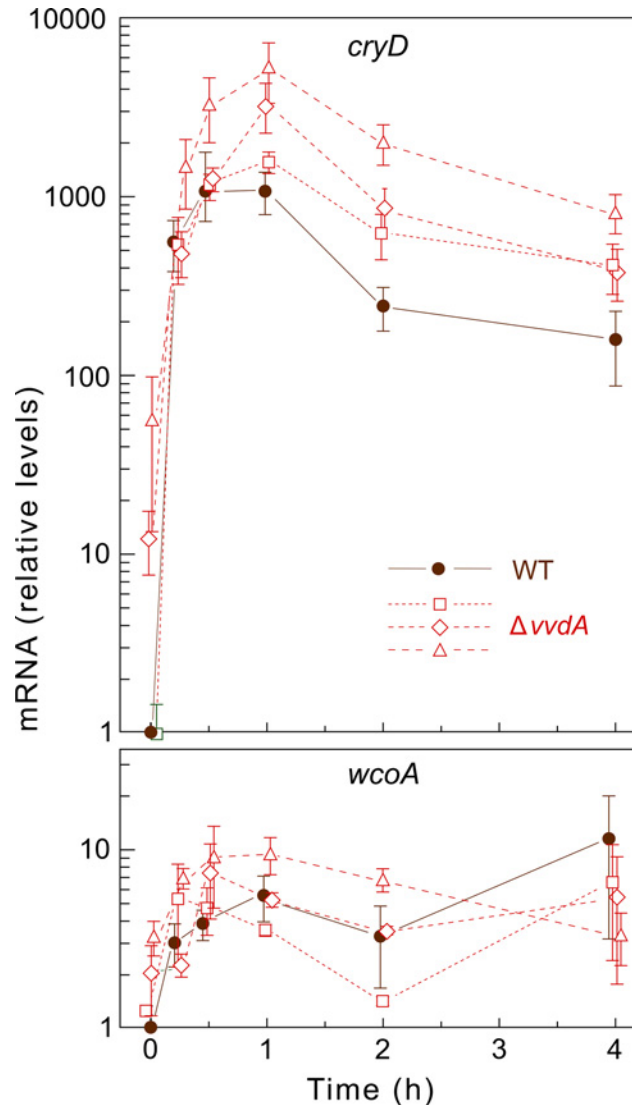 cryD
10000
1000
100
10
1
mRNA (relative levels)
WT
ΔvvdA
wcoA
10
1
0 1 2 3 4
Time (h)